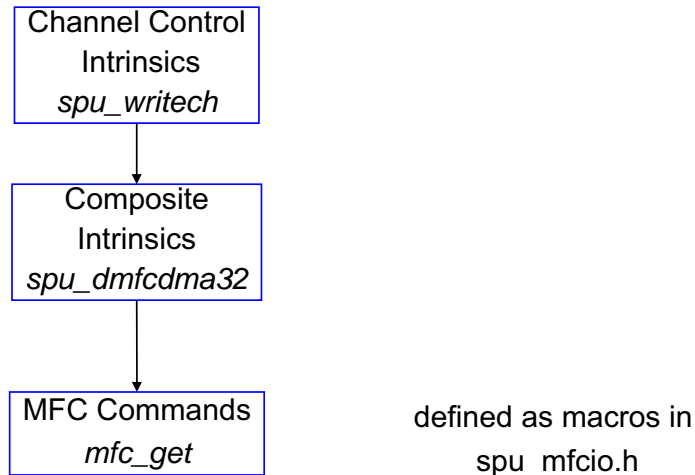 Channel Control
Intrinsics
spu_writech
Composite
Intrinsics
spu_dmfcdma32
MFC Commands
mfc_get
defined as macros in
spu_mfcio.h